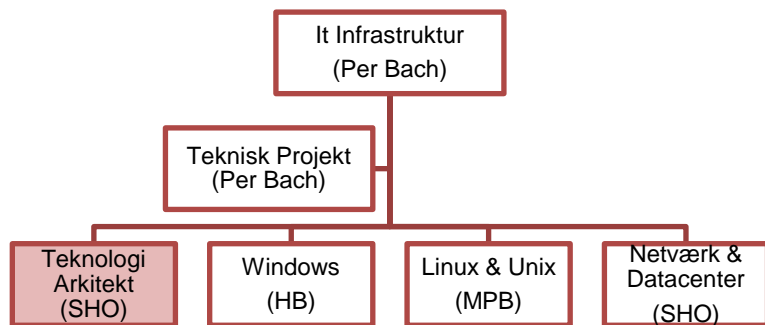 It Infrastruktur
(Per Bach)
Teknisk Projekt
(Per Bach)
Teknologi
Arkitekt
(SHO)
Windows
(HB)
Linux & Unix
(MPB)
Netværk &
Datacenter
(SHO)